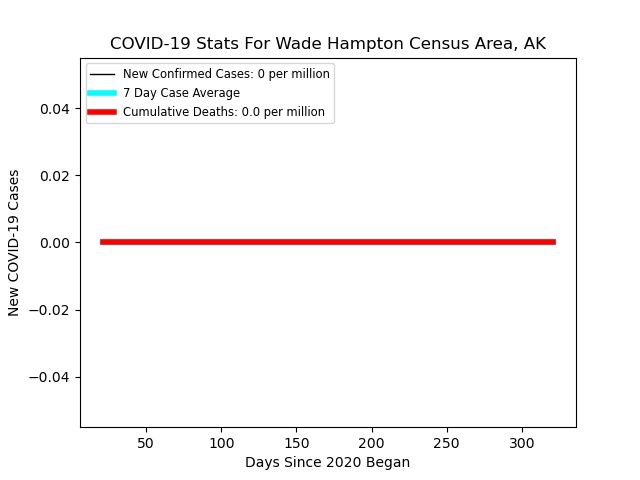 COVID-19 Stats For Wade Hampton Census Area, AK
New Confirmed Cases: 0 per million
7 Day Case Average
Cumulative Deaths: 0.0 per million
New COVID-19 Cases
0.04
0.02
0.00
−0.02
−0.04
50 100 150 200 250 300
Days Since 2020 Began